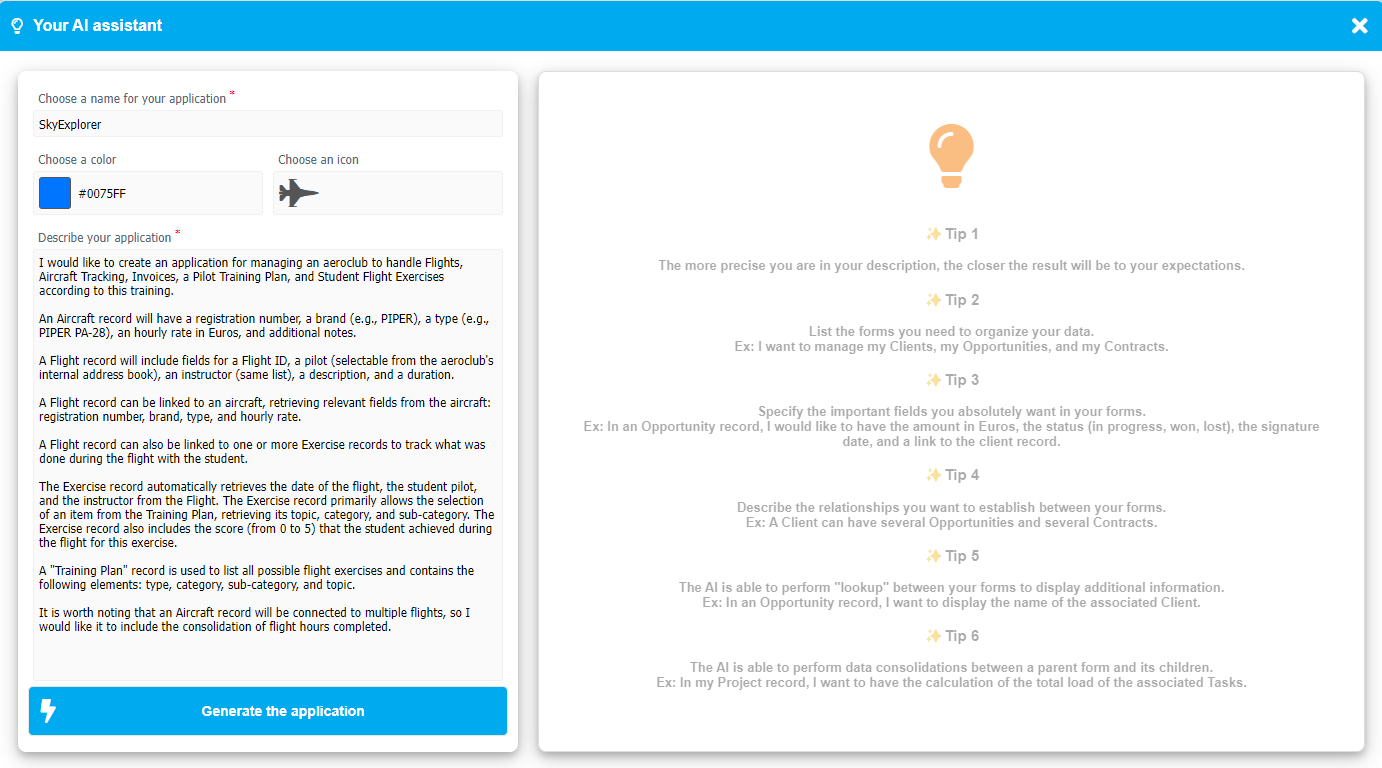 Your AI assistant
Choose a name for your application *
SkyExplorer
Choose a color
Choose an icon
#0075FF
Describe your application *
I would like to create an application for managing an aeroclub to handle Flights,
Aircraft Tracking, Invoices, a Pilot Training Plan, and Student Flight Exercises
according to this training.
An Aircraft record will have a registration number, a brand (e.g., PIPER), a type (e.g.,
PIPER PA-28), an hourly rate in Euros, and additional notes.
A Flight record will include fields for a Flight ID, a pilot (selectable from the aeroclub's
internal address book), an instructor (same list), a description, and a duration.
A Flight record can be linked to an aircraft, retrieving relevant fields from the aircraft:
registration number, brand, type, and hourly rate.
A Flight record can also be linked to one or more Exercise records to track what was
done during the flight with the student.
The Exercise record automatically retrieves the date of the flight, the student pilot,
and the instructor from the Flight. The Exercise record primarily allows the selection
of an item from the Training Plan, retrieving its topic, category, and sub-category. The
Exercise record also includes the score (from 0 to 5) that the student achieved during
the flight for this exercise.
A "Training Plan" record is used to list all possible flight exercises and contains the
following elements: type, category, sub-category, and topic.
It is worth noting that an Aircraft record will be connected to multiple flights, so I
would like it to include the consolidation of flight hours completed.
Generate the application
✨ Tip 1
The more precise you are in your description, the closer the result will be to your expectations.
✨ Tip 2
List the forms you need to organize your data.
Ex: I want to manage my Clients, my Opportunities, and my Contracts.
✨ Tip 3
Specify the important fields you absolutely want in your forms.
Ex: In an Opportunity record, I would like to have the amount in Euros, the status (in progress, won, lost), the signature
date, and a link to the client record.
✨ Tip 4
Describe the relationships you want to establish between your forms.
Ex: A Client can have several Opportunities and several Contracts.
✨ Tip 5
The AI is able to perform "lookup" between your forms to display additional information.
Ex: In an Opportunity record, I want to display the name of the associated Client.
✨ Tip 6
The AI is able to perform data consolidations between a parent form and its children.
Ex: In my Project record, I want to have the calculation of the total load of the associated Tasks.